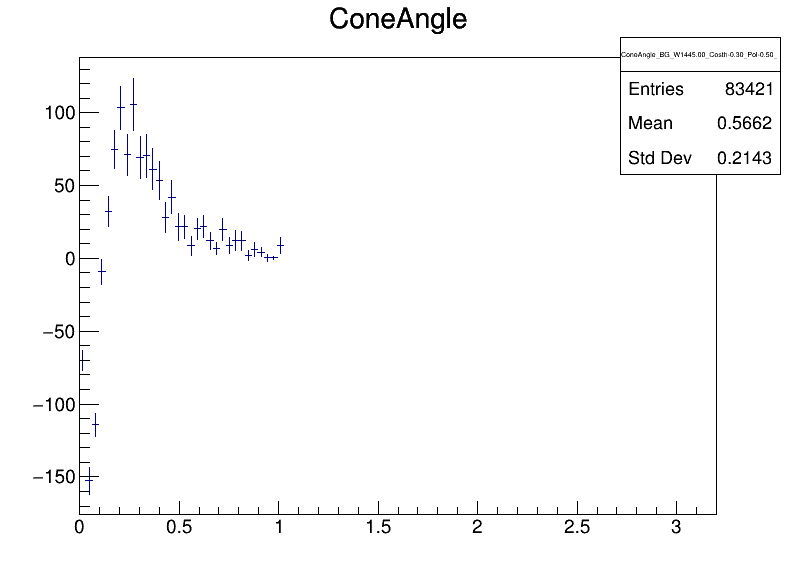 ConeAngle
ConeAngle_BG_W1445.00_Costh-0.30_Pol-0.50_
Entries 83421
Mean 0.5662
Std Dev 0.2143
100
50
0
−50
−100
−150
0 0.5 1 1.5 2 2.5 3